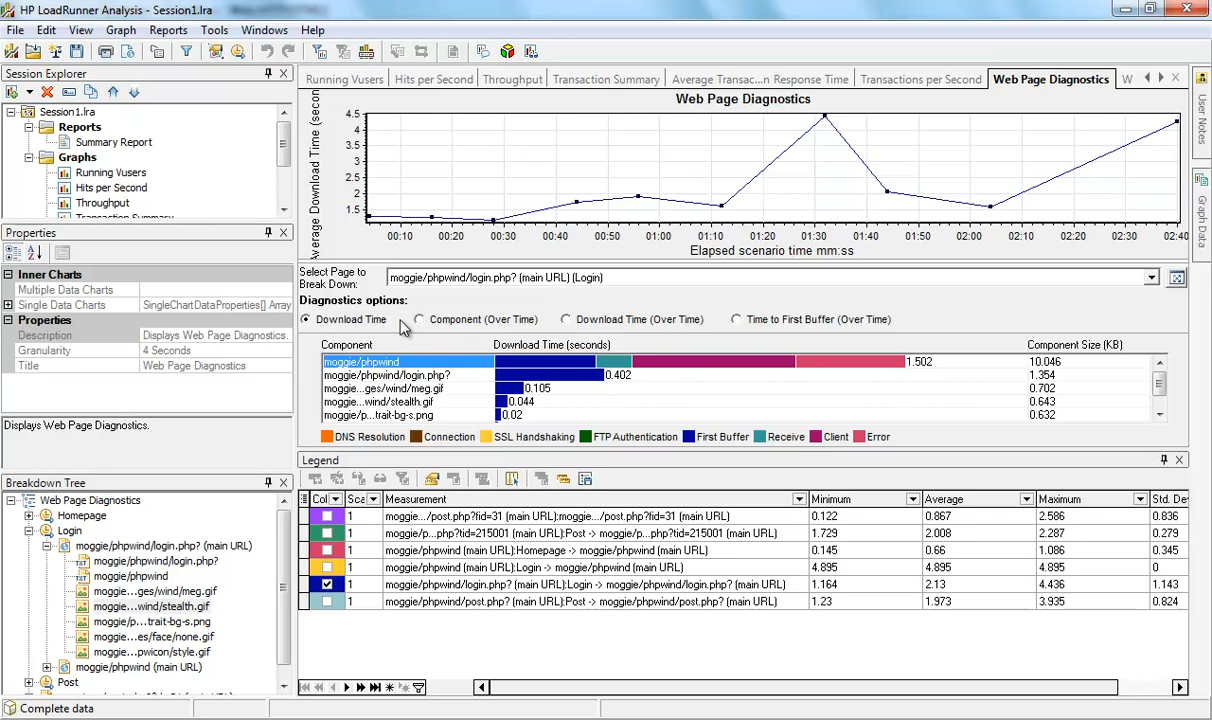 HP LoadRunner Analysis - Session1.lra
File Edit View Graph Reports Tools Windows Help
Session Explorer
Session1.lra
Reports
Summary Report
Graphs
Running Vusers
Hits per Second
Throughput
Transaction Summary
Properties
Inner Charts
Multiple Data Charts
Single Data Charts SingleChartDataProperties[] Array
Properties
Description Displays Web Page Diagnostics.
Granularity 4 Seconds
Title Web Page Diagnostics
Displays Web Page Diagnostics.
Breakdown Tree
Web Page Diagnostics
Homepage
Login
moggie/phpwind/login.php? (main URL)
moggie/phpwind/login.php?
moggie/phpwind
moggie...ges/wind/meg.gif
moggie...wind/stealth.gif
moggie/p...trait-bg-s.png
moggie...es/face/none.gif
moggie...pwicon/style.gif
moggie/phpwind (main URL)
Post
Complete data
Running Vusers Hits per Second Throughput Transaction Summary Average Transac...n Response Time Transactions per Second Web Page Diagnostics W
Web Page Diagnostics
verage Download Time (secon
4.5
4
3.5
3
2.5
2
1.5
00:10 00:20 00:30 00:40 00:50 01:00 01:10 01:20 01:30 01:40 01:50 02:00 02:10 02:20 02:30 02:40
Elapsed scenario time mm:ss
Select Page to
Break Down:
moggie/phpwind/login.php? (main URL) (Login)
Diagnostics options:
Download Time Component (Over Time) Download Time (Over Time) Time to First Buffer (Over Time)
Component Download Time (seconds) Component Size (KB)
moggie/phpwind 1.502 10.046
moggie/phpwind/login.php? 0.402 1.354
moggie...ges/wind/meg.gif 0.105 0.702
moggie...wind/stealth.gif 0.044 0.643
moggie/p...trait-bg-s.png 0.02 0.632
DNS Resolution Connection SSL Handshaking FTP Authentication First Buffer Receive Client Error
Legend
Col Sca Measurement Minimum Average Maximum Std. De
1 moggie.../post.php?fid=31 (main URL):moggie.../post.php?fid=31 (main URL) 0.122 0.867 2.586 0.836
1 moggie/p...php?tid=215001 (main URL):Post -> moggie/p...php?tid=215001 (main URL) 1.729 2.008 2.287 0.279
1 moggie/phpwind (main URL):Homepage -> moggie/phpwind (main URL) 0.145 0.66 1.086 0.345
1 moggie/phpwind (main URL):Login -> moggie/phpwind (main URL) 4.895 4.895 4.895 0
1 moggie/phpwind/login.php? (main URL):Login -> moggie/phpwind/login.php? (main URL) 1.164 2.13 4.436 1.143
1 moggie/phpwind/post.php? (main URL):Post -> moggie/phpwind/post.php? (main URL) 1.23 1.973 3.935 0.824
User Notes
Graph Data